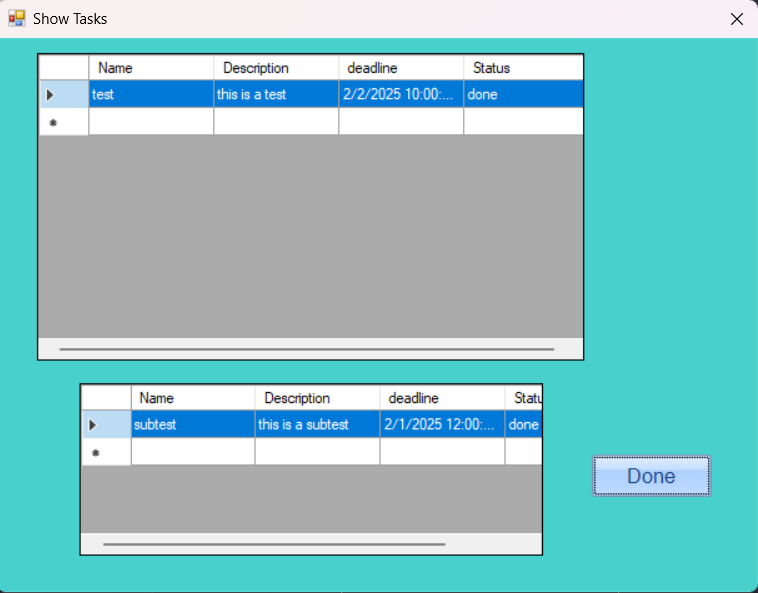 Show Tasks
Name Description deadline Status
test this is a test 2/2/2025 10:00:... done
Name Description deadline Statu
subtest this is a subtest 2/1/2025 12:00:... done
Done